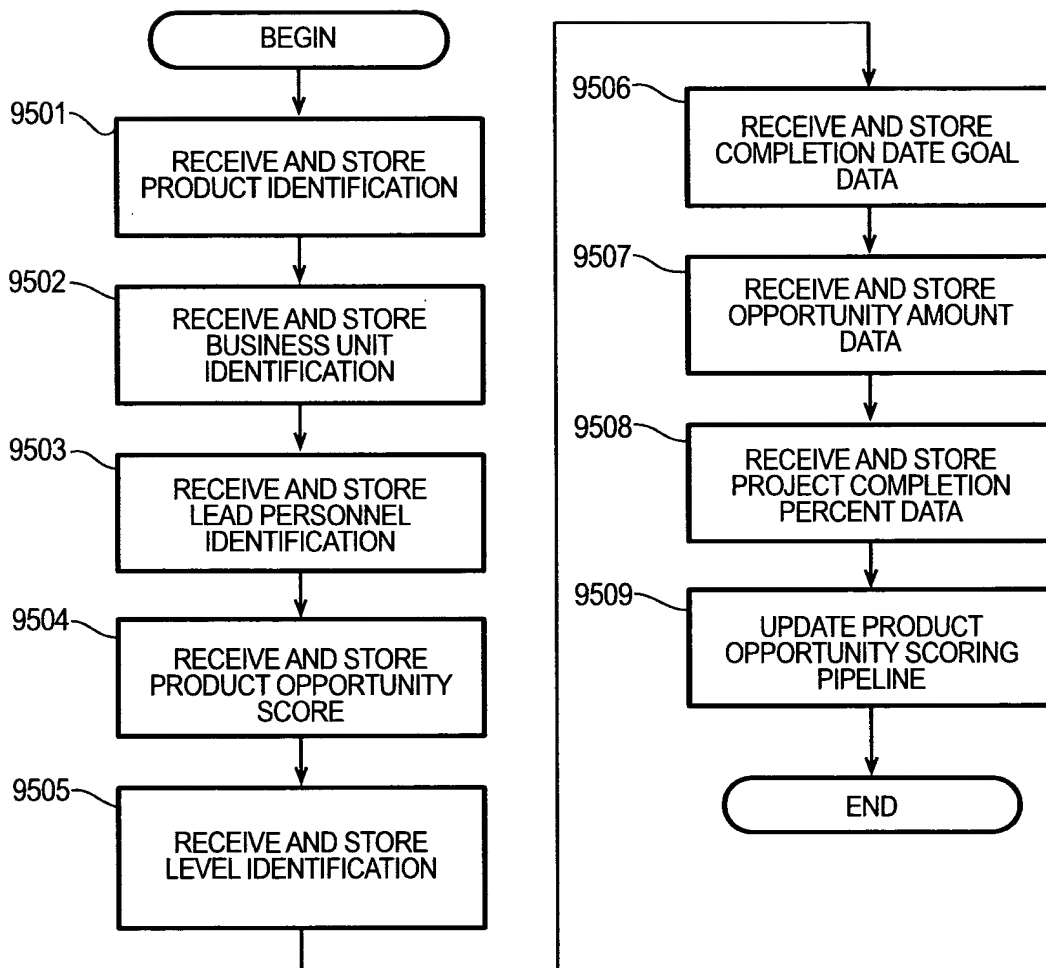 BEGIN
9501
RECEIVE AND STORE
PRODUCT IDENTIFICATION
9502
RECEIVE AND STORE
BUSINESS UNIT
IDENTIFICATION
9503
RECEIVE AND STORE
LEAD PERSONNEL
IDENTIFICATION
9504
RECEIVE AND STORE
PRODUCT OPPORTUNITY
SCORE
9505
RECEIVE AND STORE
LEVEL IDENTIFICATION
9506
RECEIVE AND STORE
COMPLETION DATE GOAL
DATA
9507
RECEIVE AND STORE
OPPORTUNITY AMOUNT
DATA
9508
RECEIVE AND STORE
PROJECT COMPLETION
PERCENT DATA
9509
UPDATE PRODUCT
OPPORTUNITY SCORING
PIPELINE
END